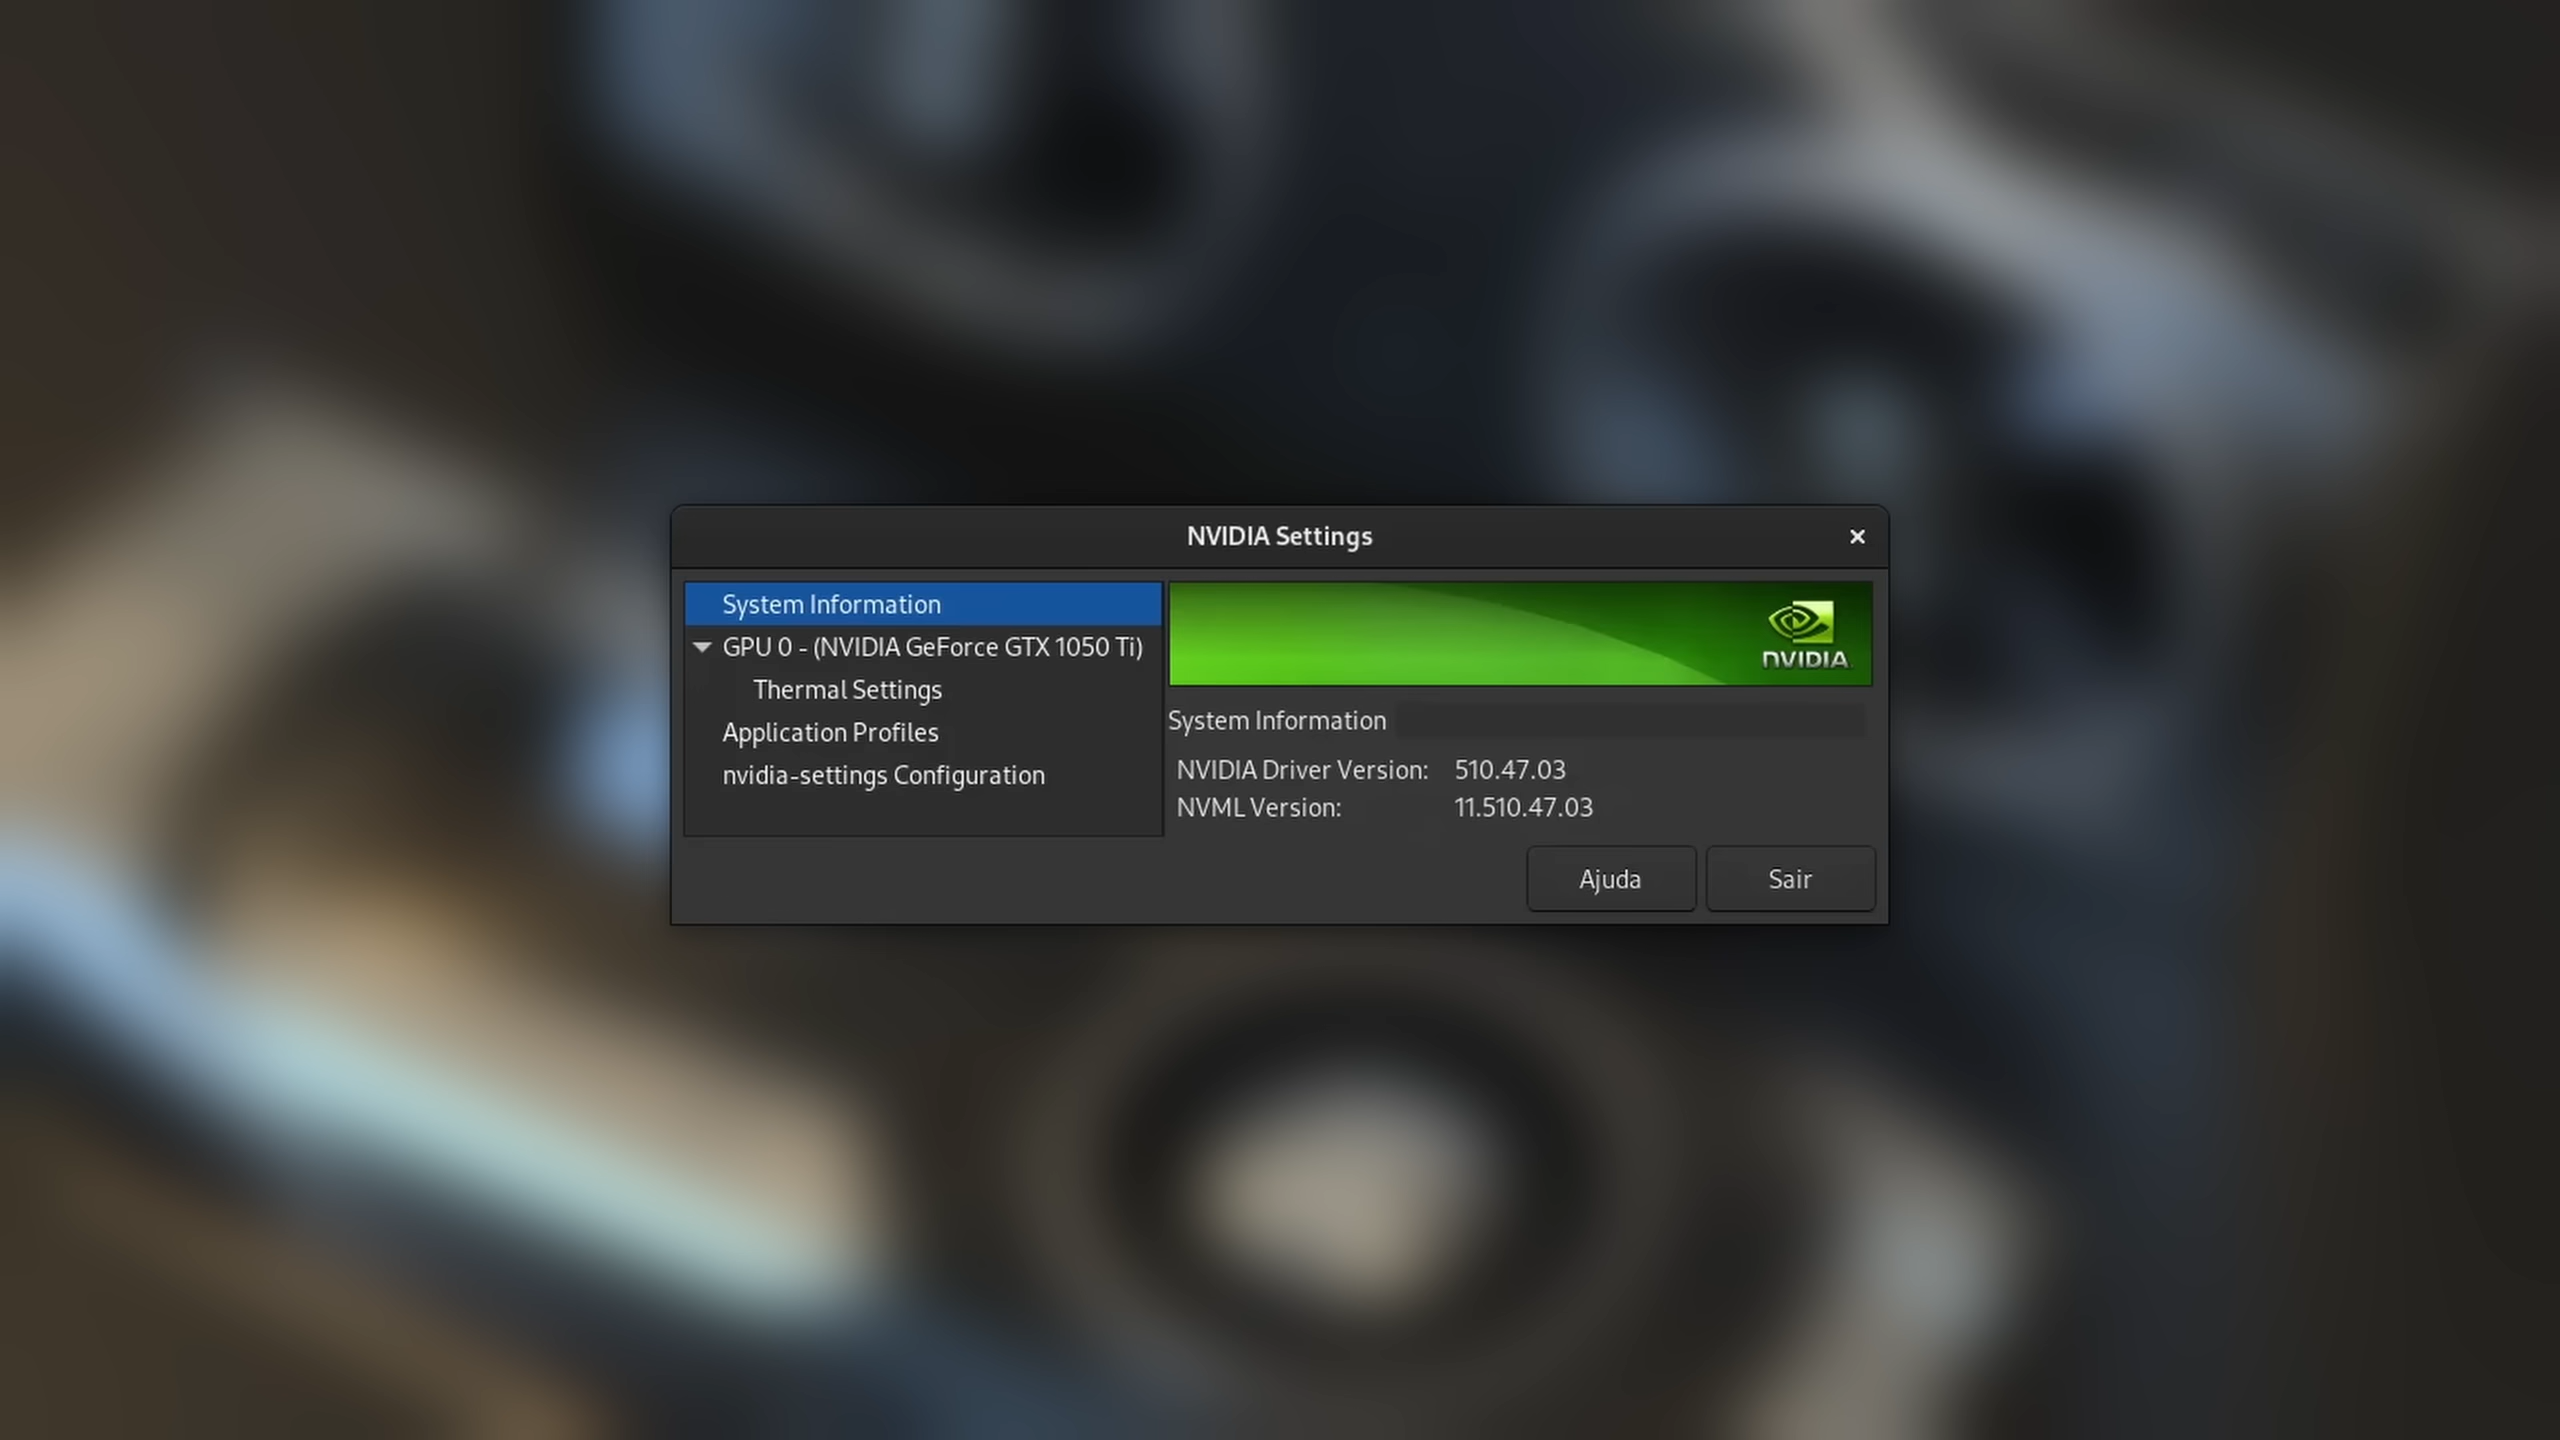 NVIDIA Settings
System Information
GPU 0 - (NVIDIA GeForce GTX 1050 Ti)
Thermal Settings
Application Profiles
nvidia-settings Configuration
NVIDIA
System Information
NVIDIA Driver Version: 510.47.03
NVML Version: 11.510.47.03
Ajuda
Sair